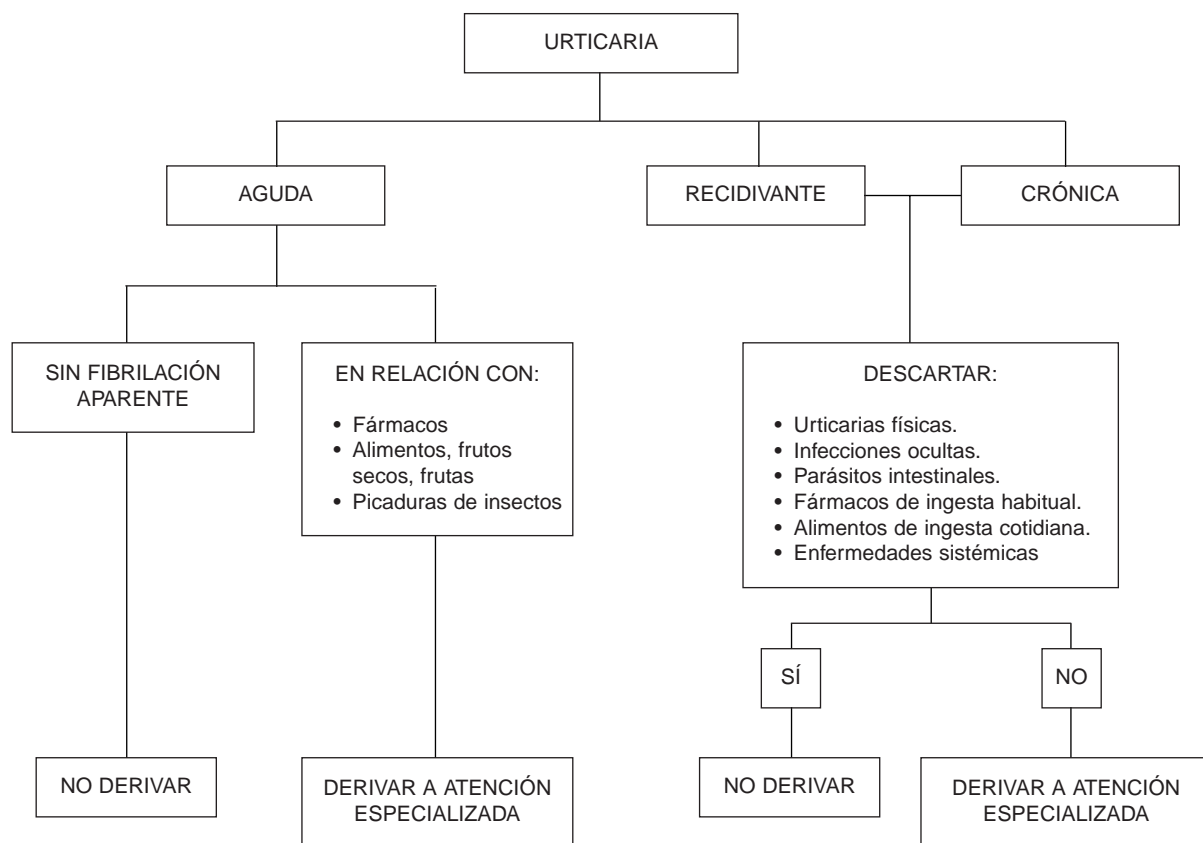 URTICARIA
AGUDA
RECIDIVANTE
CRÓNICA
SIN FIBRILACIÓN
APARENTE
EN RELACIÓN CON:
• Fármacos
• Alimentos, frutos
secos, frutas
• Picaduras de insectos
DESCARTAR:
• Urticarias físicas.
• Infecciones ocultas.
• Parásitos intestinales.
• Fármacos de ingesta habitual.
• Alimentos de ingesta cotidiana.
• Enfermedades sistémicas
SÍ
NO
NO DERIVAR
DERIVAR A ATENCIÓN
ESPECIALIZADA
NO DERIVAR
DERIVAR A ATENCIÓN
ESPECIALIZADA